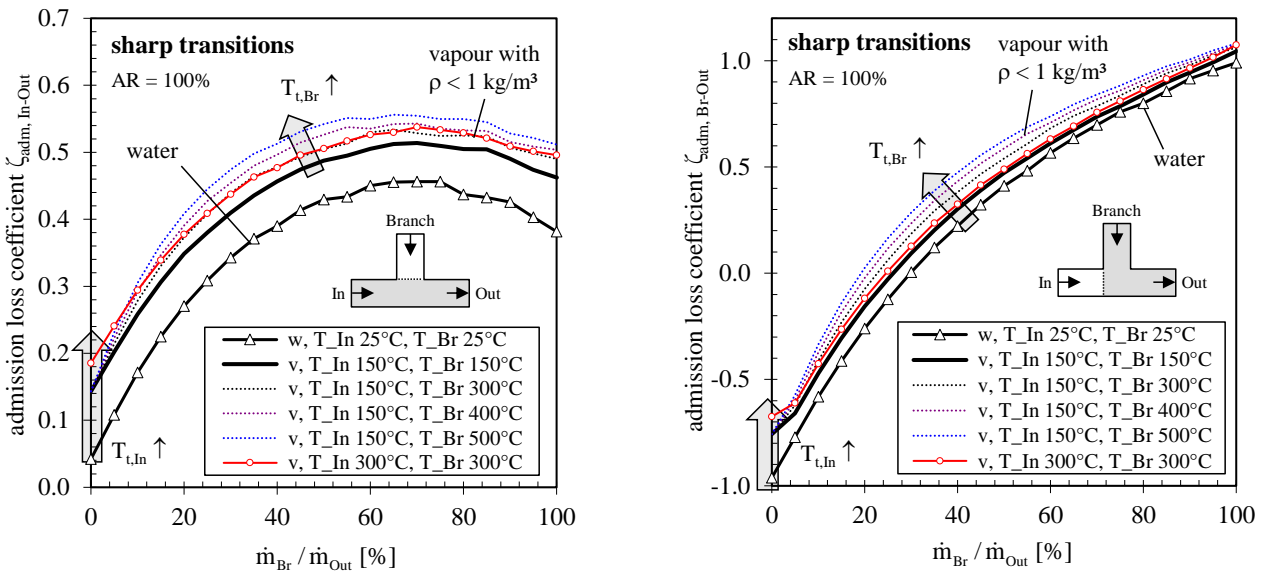 sharp transitions
AR = 100%
T_t,Br ↑
vapour with
ρ < 1 kg/m³
water
Branch
In
Out
T_t,In ↑
w, T_In 25°C, T_Br 25°C
v, T_In 150°C, T_Br 150°C
v, T_In 150°C, T_Br 300°C
v, T_In 150°C, T_Br 400°C
v, T_In 150°C, T_Br 500°C
v, T_In 300°C, T_Br 300°C
admission loss coefficient ζ_adm, In-Out
0.7
0.6
0.5
0.4
0.3
0.2
0.1
0.0
0 20 40 60 80 100
ṁ_Br / ṁ_Out [%]
sharp transitions
AR = 100%
vapour with
ρ < 1 kg/m³
T_t,Br ↑
water
Branch
In
Out
T_t,In ↑
w, T_In 25°C, T_Br 25°C
v, T_In 150°C, T_Br 150°C
v, T_In 150°C, T_Br 300°C
v, T_In 150°C, T_Br 400°C
v, T_In 150°C, T_Br 500°C
v, T_In 300°C, T_Br 300°C
admission loss coefficient ζ_adm, Br-Out
1.0
0.5
0.0
-0.5
-1.0
0 20 40 60 80 100
ṁ_Br / ṁ_Out [%]